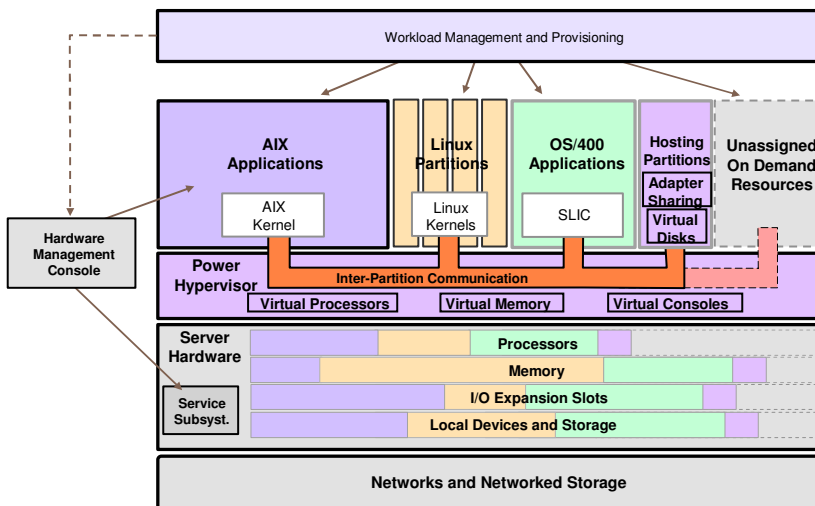 Workload Management and Provisioning
AIX
Applications
AIX
Kernel
Linux
Partitions
Linux
Kernels
OS/400
Applications
SLIC
Hosting
Partitions
Adapter
Sharing
Virtual
Disks
Unassigned
On Demand
Resources
Hardware
Management
Console
Power
Hypervisor
Inter-Partition Communication
Virtual Processors
Virtual Memory
Virtual Consoles
Server
Hardware
Processors
Memory
I/O Expansion Slots
Local Devices and Storage
Service
Subsyst.
Networks and Networked Storage